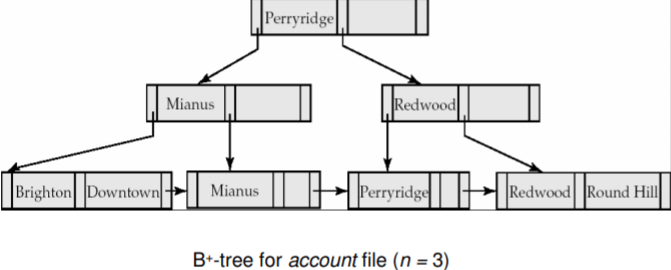 Perryridge
Mianus Redwood
Brighton Downtown Mianus Perryridge Redwood Round Hill
B+-tree for account file (n = 3)